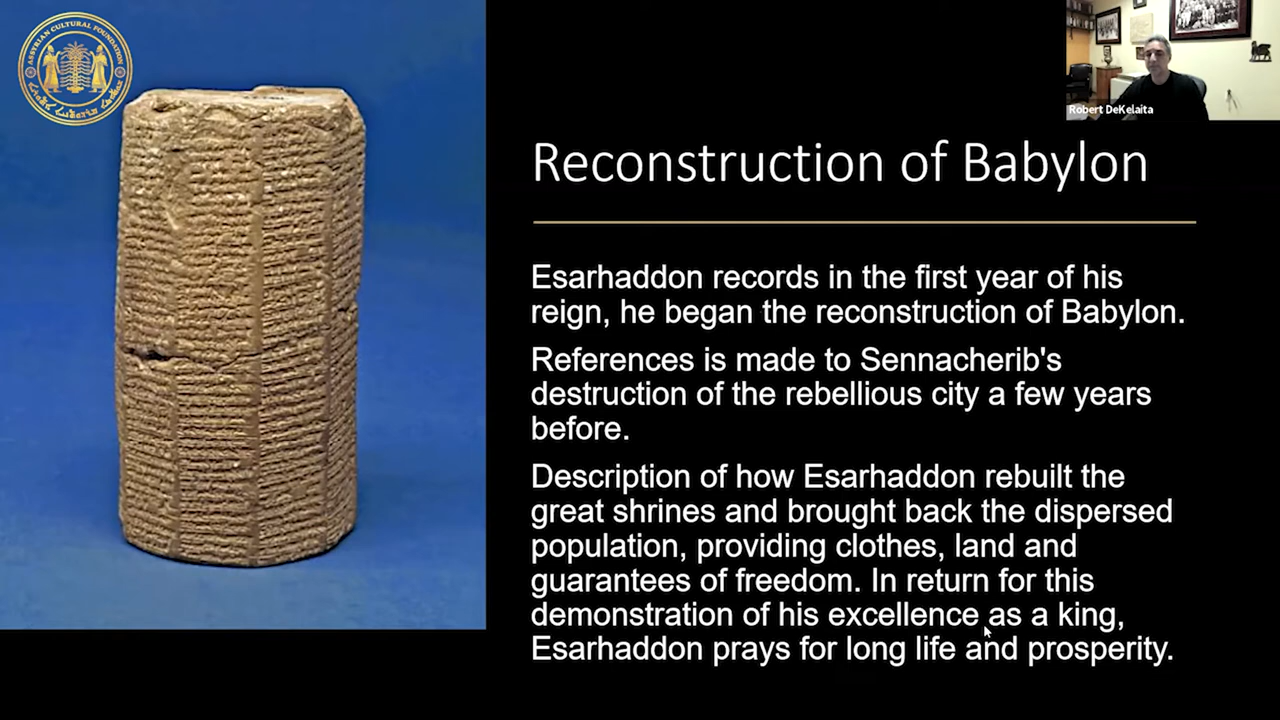 ASSYRIAN CULTURAL FOUNDATION
Robert DeKelaita
Reconstruction of Babylon
Esarhaddon records in the first year of his
reign, he began the reconstruction of Babylon.
References is made to Sennacherib's
destruction of the rebellious city a few years
before.
Description of how Esarhaddon rebuilt the
great shrines and brought back the dispersed
population, providing clothes, land and
guarantees of freedom. In return for this
demonstration of his excellence as a king,
Esarhaddon prays for long life and prosperity.